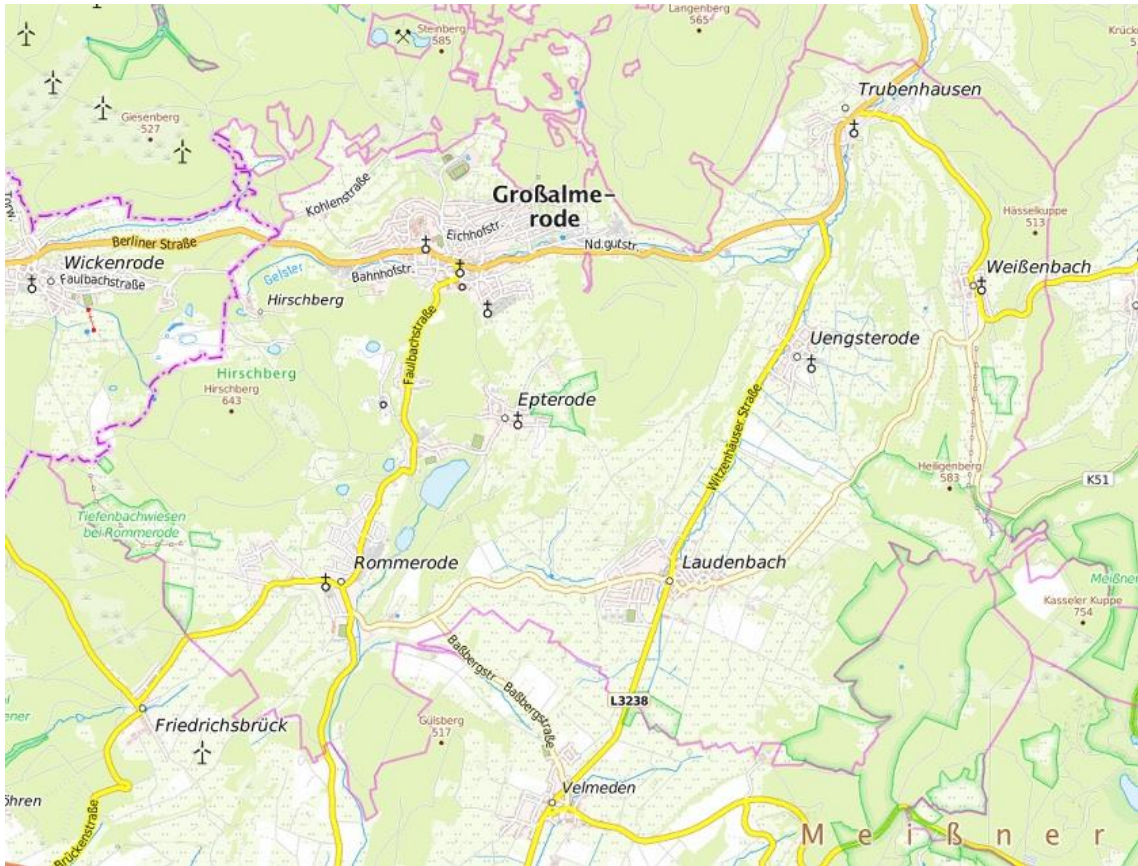 Steinberg
585
Langenberg
565
Giesenberg
527
Trubenhausen
Kohlenstraße
Großalme-
rode
Eichhofstr.
Hässelkuppe
513
Berliner Straße
Nd.gutstr.
Wickenrode
Faulbachstraße
Gelster
Bahnhofstr.
Weißenbach
Hirschberg
Faulbachstraße
Uengsterode
Hirschberg
Hirschberg
643
Epterode
Witzenhäuser Straße
Heiligenberg
583
K51
Tiefenbachwiesen
bei Rommerode
Rommerode
Laudenbach
Meißner
Kasseler Kuppe
754
Baßbergstr
Baßbergstraße
L3238
Friedrichsbrück
Gülsberg
517
Velmeden
Brückenstraße
Meißner